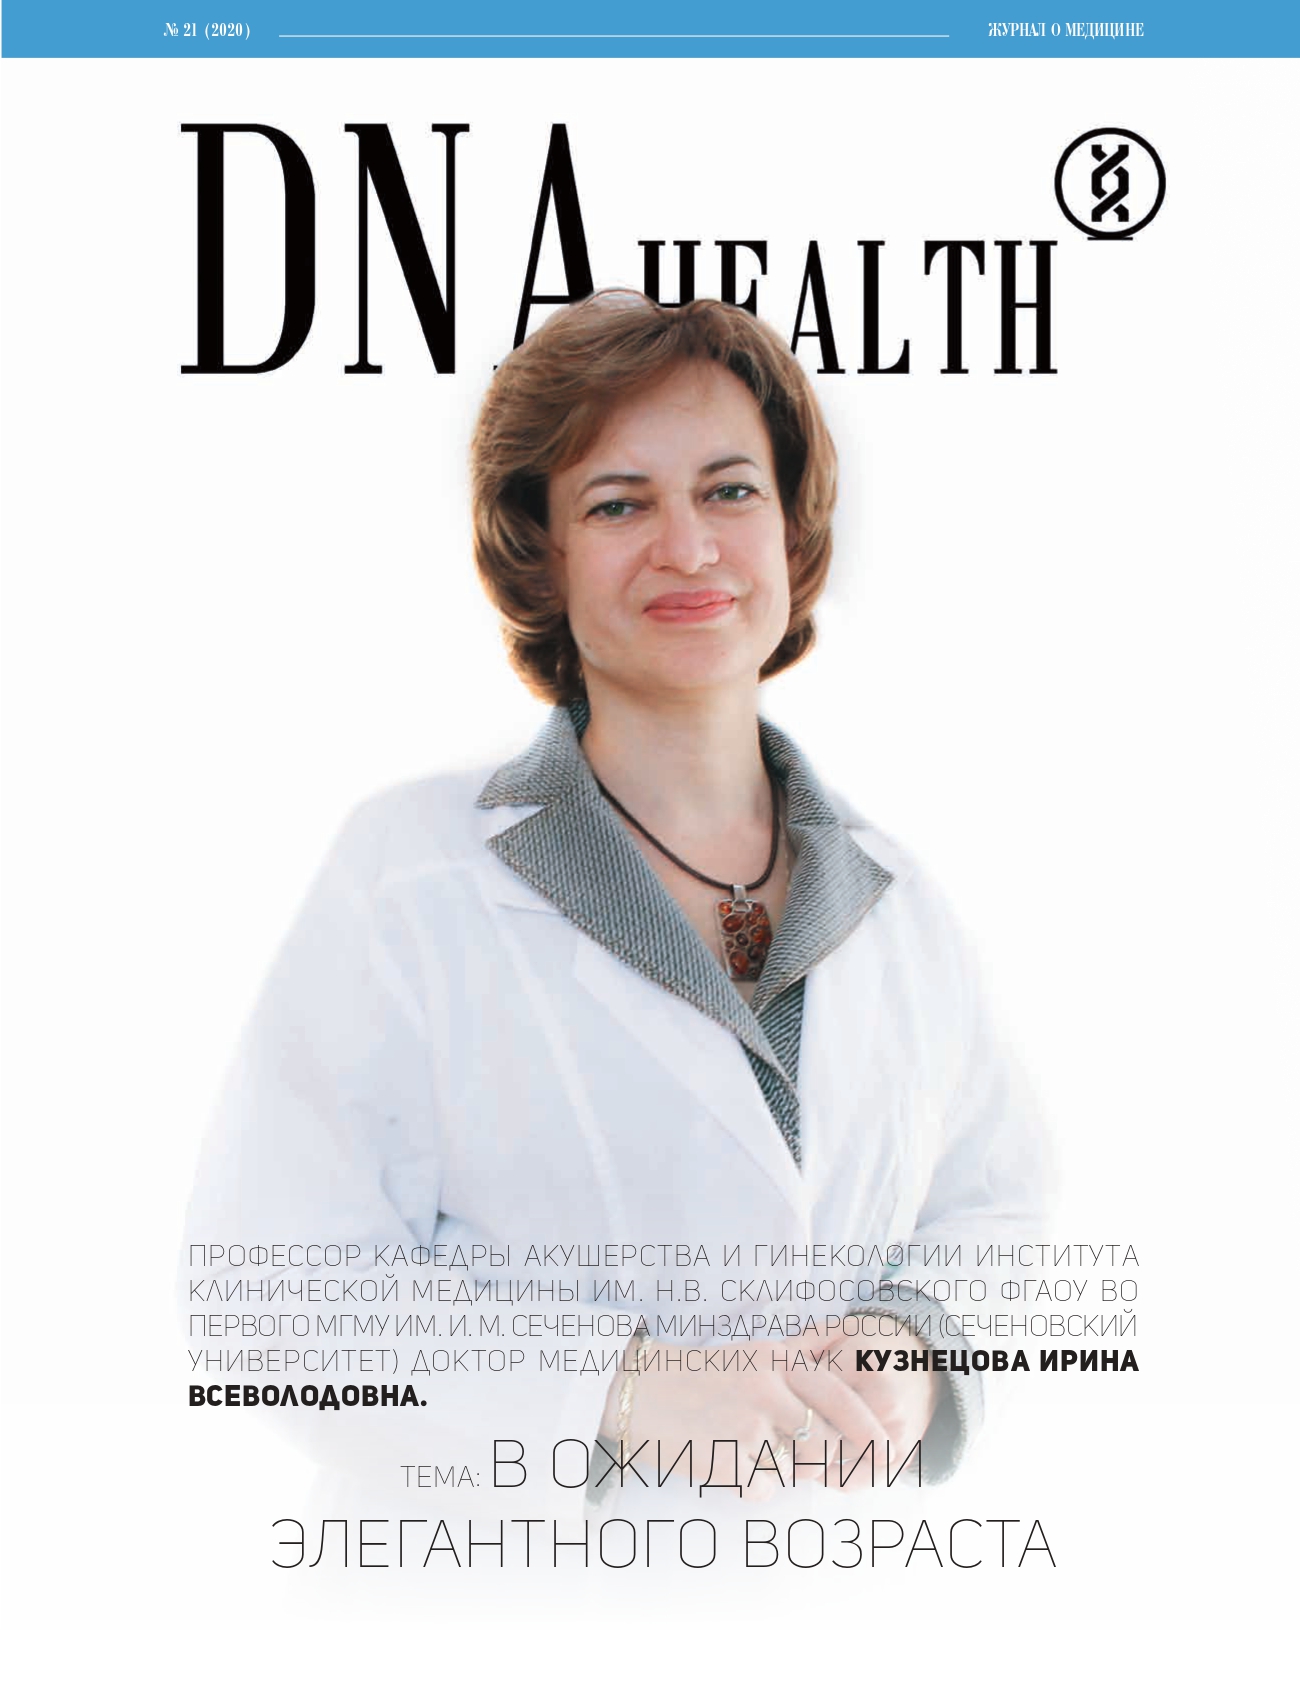 № 21 (2020)
ЖУРНАЛ О МЕДИЦИНЕ
DNA HEALTH
ПРОФЕССОР КАФЕДРЫ АКУШЕРСТВА И ГИНЕКОЛОГИИ ИНСТИТУТА
КЛИНИЧЕСКОЙ МЕДИЦИНЫ ИМ. Н.В. СКЛИФОСОВСКОГО ФГАОУ ВО
ПЕРВОГО МГМУ ИМ. И. М. СЕЧЕНОВА МИНЗДРАВА РОССИИ (СЕЧЕНОВСКИЙ
УНИВЕРСИТЕТ) ДОКТОР МЕДИЦИНСКИХ НАУК КУЗНЕЦОВА ИРИНА
ВСЕВОЛОДОВНА.
ТЕМА: В ОЖИДАНИИ
ЭЛЕГАНТНОГО ВОЗРАСТА